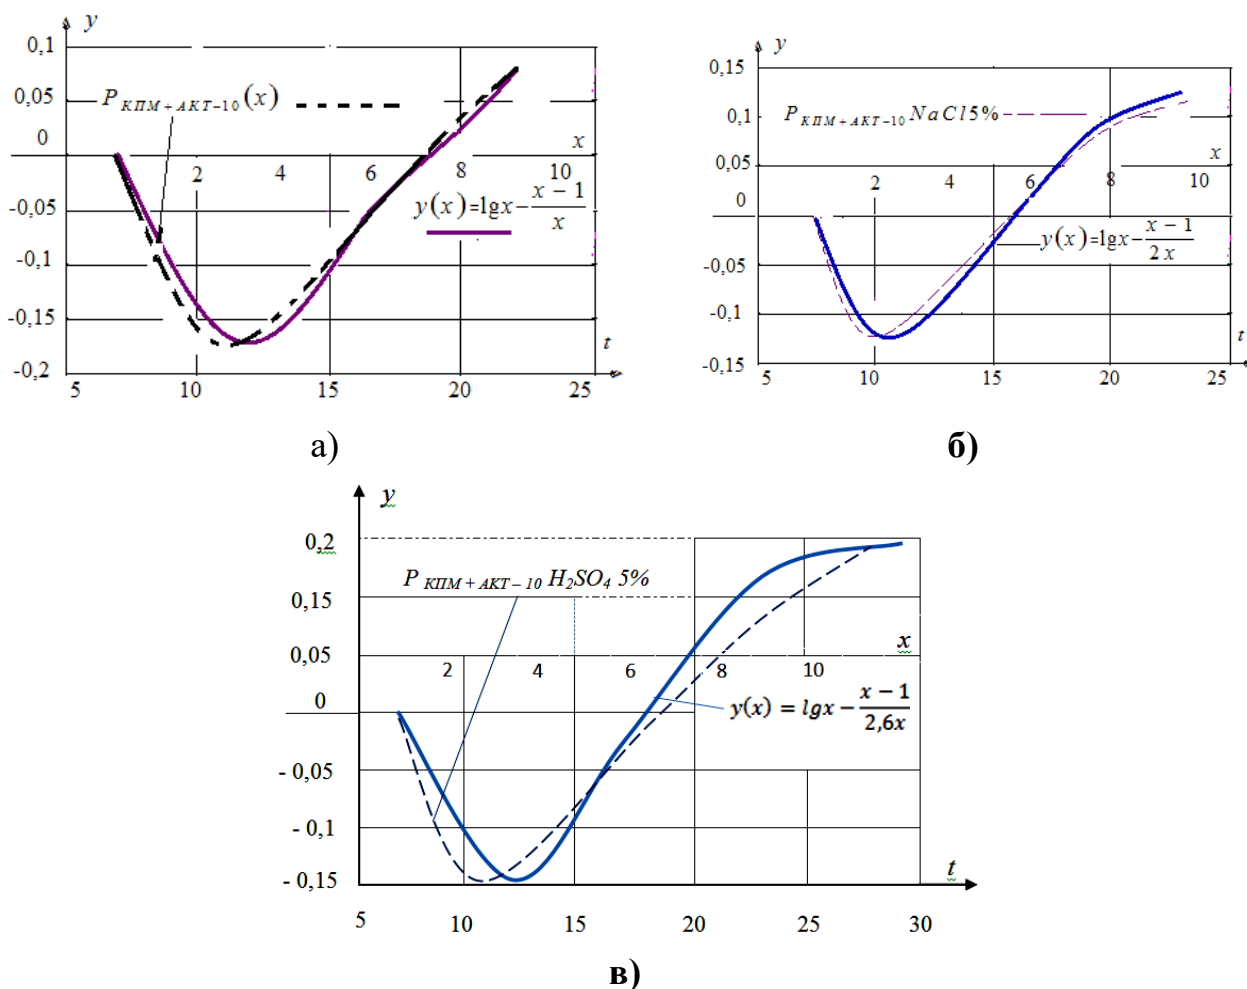 y
0,1
0,05
0
-0,05
-0,1
-0,15
-0,2
P КПМ+АКТ-10 (x)
x
2 4 6 8 10
y(x)=lgx-\frac{x-1}{x}
t
5 10 15 20 25
а)
y
0,15
0,1
0,05
0
-0,05
-0,1
-0,15
P КПМ+АКТ-10 NaCl5%
x
2 4 6 8 10
y(x)=lgx-\frac{x-1}{2x}
t
5 10 15 20 25
б)
y
0,2
0,15
0,05
0
- 0,05
- 0,1
- 0,15
P КПМ+АКТ-10 H₂SO₄ 5%
x
2 4 6 8 10
y(x) = lgx - \frac{x-1}{2,6x}
t
5 10 15 20 25 30
в)